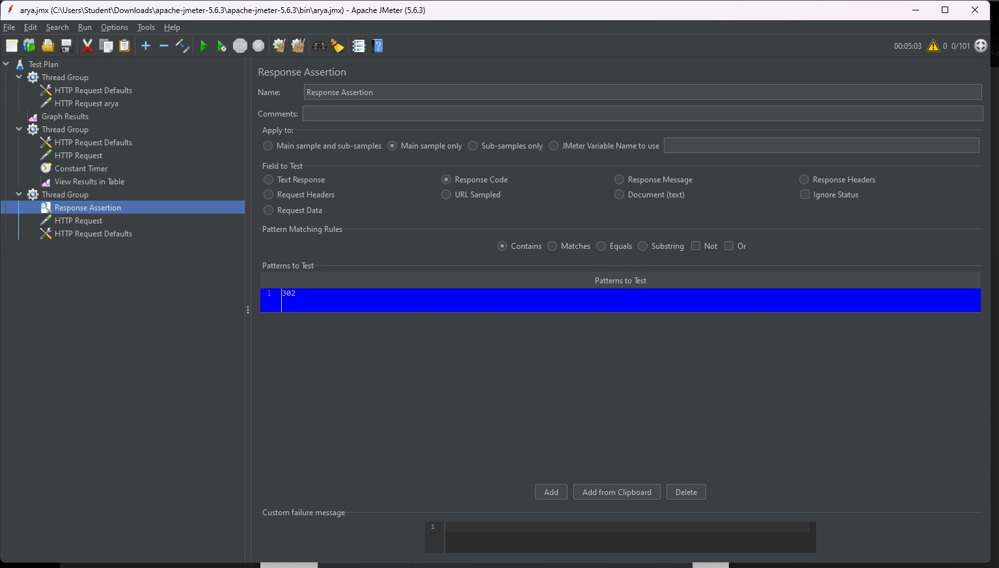 arya.jmx (C:\Users\Student\Downloads\apache-jmeter-5.6.3\apache-jmeter-5.6.3\bin\arya.jmx) - Apache JMeter (5.6.3)
File Edit Search Run Options Tools Help
00:05:03 0 0/101
Test Plan
Thread Group
HTTP Request Defaults
HTTP Request arya
Graph Results
Thread Group
HTTP Request Defaults
HTTP Request
Constant Timer
View Results in Table
Thread Group
Response Assertion
HTTP Request
HTTP Request Defaults
Response Assertion
Name: Response Assertion
Comments:
Apply to:
Main sample and sub-samples Main sample only Sub-samples only JMeter Variable Name to use
Field to Test
Text Response Response Code Response Message Response Headers
Request Headers URL Sampled Document (text) Ignore Status
Request Data
Pattern Matching Rules
Contains Matches Equals Substring Not Or
Patterns to Test
Patterns to Test
1 302
Add Add from Clipboard Delete
Custom failure message
1